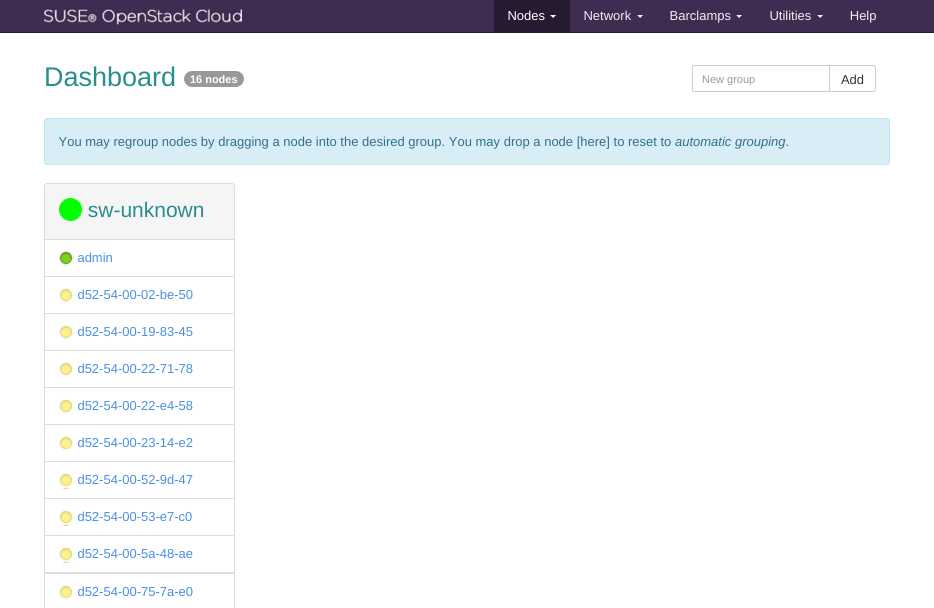 SUSE® OpenStack Cloud Nodes Network Barclamps Utilities Help
Dashboard 16 nodes New group Add
You may regroup nodes by dragging a node into the desired group. You may drop a node [here] to reset to automatic grouping.
sw-unknown
admin
d52-54-00-02-be-50
d52-54-00-19-83-45
d52-54-00-22-71-78
d52-54-00-22-e4-58
d52-54-00-23-14-e2
d52-54-00-52-9d-47
d52-54-00-53-e7-c0
d52-54-00-5a-48-ae
d52-54-00-75-7a-e0